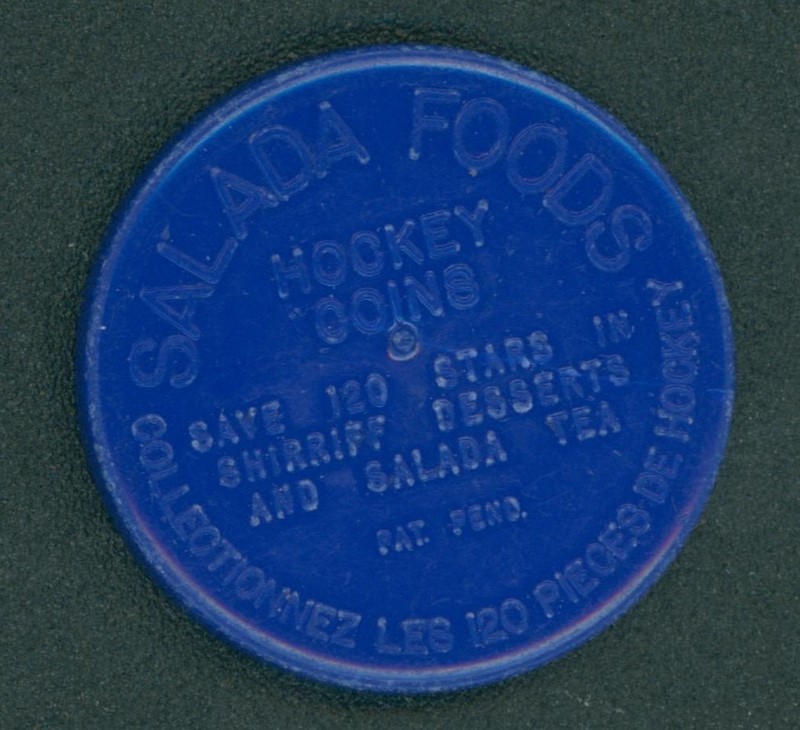 SALADA FOODS
HOCKEY
COINS
SAVE 120 STARS IN
SHIRRIFF DESSERTS
AND SALADA TEA
PAT. PEND.
COLLECTIONNEZ LES 120 PIECES DE HOCKEY